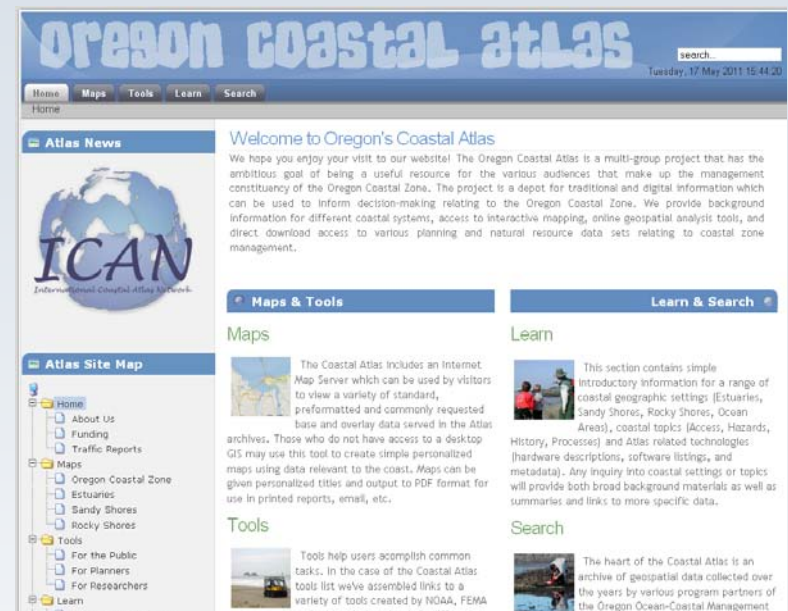 oregon coastal atlas
search...
Tuesday, 17 May 2011 15:44:20
Home Maps Tools Learn Search
Home
Atlas News
ICAN
International Coastal Atlas Network
Atlas Site Map
Home
About Us
Funding
Traffic Reports
Maps
Oregon Coastal Zone
Estuaries
Sandy Shores
Rocky Shores
Tools
For the Public
For Planners
For Researchers
Learn
Welcome to Oregon's Coastal Atlas
We hope you enjoy your visit to our website! The Oregon Coastal Atlas is a multi-group project that has the
ambitious goal of being a useful resource for the various audiences that make up the management
constituency of the Oregon Coastal Zone. The project is a depot for traditional and digital information which
can be used to inform decision-making relating to the Oregon Coastal Zone. We provide background
information for different coastal systems, access to interactive mapping, online geospatial analysis tools, and
direct download access to various planning and natural resource data sets relating to coastal zone
management.
Maps & Tools
Maps
The Coastal Atlas includes an Internet
Map Server which can be used by visitors
to view a variety of standard,
preformatted and commonly requested
base and overlay data served in the Atlas
archives. Those who do not have access to a desktop
GIS may use this tool to create simple personalized
maps using data relevant to the coast. Maps can be
given personalized titles and output to PDF format for
use in printed reports, email, etc.
Tools
Tools help users acomplish common
tasks. In the case of the Coastal Atlas
tools list we've assembled links to a
variety of tools created by NOAA, FEMA
Learn & Search
Learn
This section contains simple
introductory information for a range of
coastal geographic settings (Estuaries,
Sandy Shores, Rocky Shores, Ocean
Areas), coastal topics (Access, Hazards,
History, Processes) and Atlas related technologies
(hardware descriptions, software listings, and
metadata). Any inquiry into coastal settings or topics
will provide both broad background materials as well as
summaries and links to more specific data.
Search
The heart of the Coastal Atlas is an
archive of geospatial data collected over
the years by various program partners of
the Oregon Ocean-Coastal Management